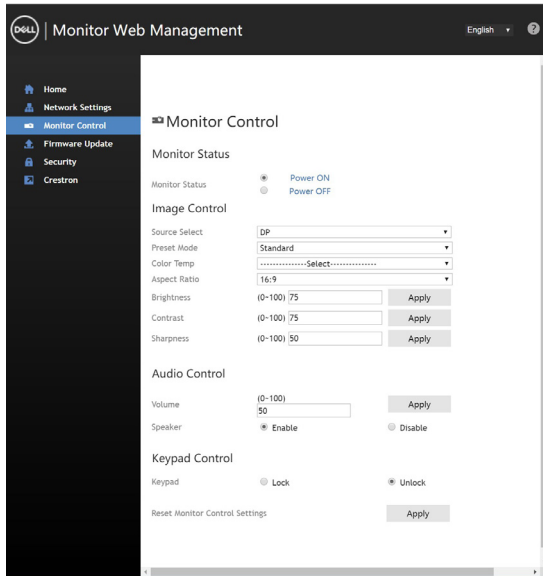 DELL | Monitor Web Management
English
?
Home
Network Settings
Monitor Control
Firmware Update
Security
Crestron
Monitor Control
Monitor Status
Monitor Status Power ON
Power OFF
Image Control
Source Select DP
Preset Mode Standard
Color Temp ---------------Select---------------
Aspect Ratio 16:9
Brightness (0~100) 75 Apply
Contrast (0~100) 75 Apply
Sharpness (0~100) 50 Apply
Audio Control
(0~100)
Volume 50 Apply
Speaker Enable Disable
Keypad Control
Keypad Lock Unlock
Reset Monitor Control Settings Apply